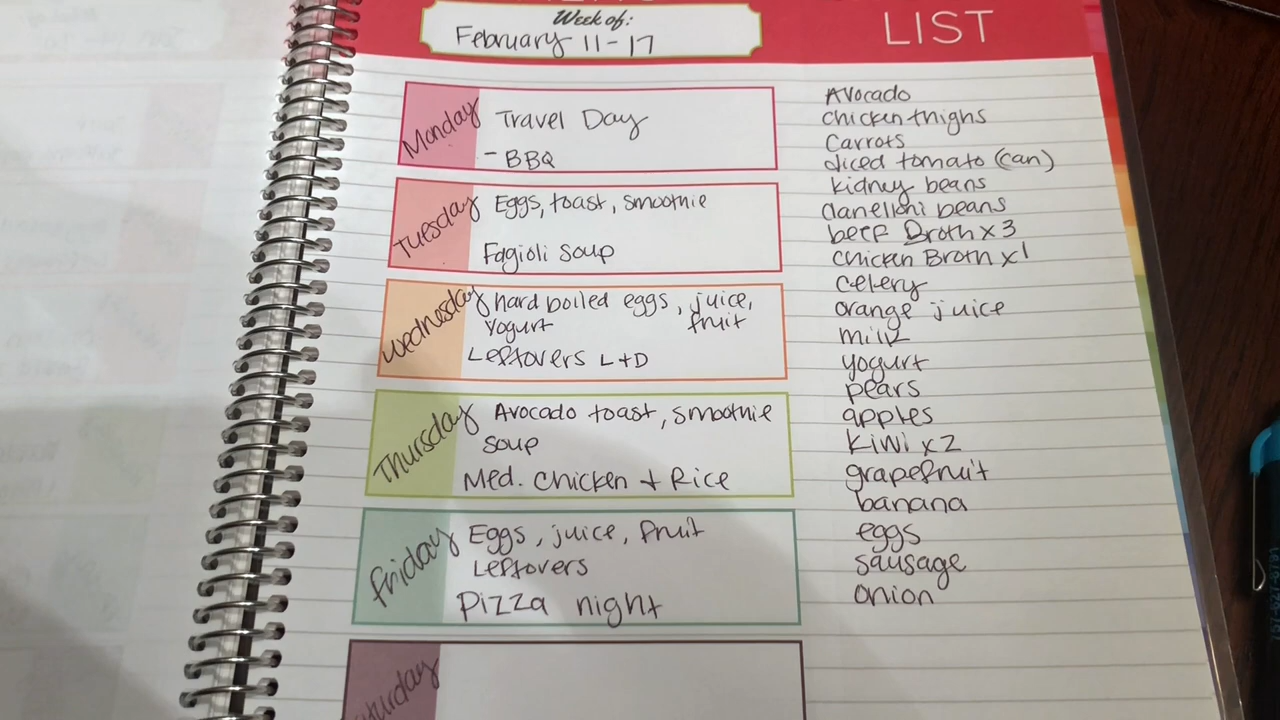 Week of:
February 11-17
LIST
Monday
Travel Day
- BBQ
Tuesday
Eggs, toast, smoothie
Fagioli soup
Wednesday
hard boiled eggs, juice,
Yogurt fruit
Leftovers L+D
Thursday
Avocado toast, smoothie
soup
Med. Chicken + Rice
Friday
Eggs, juice, fruit
Leftovers
Pizza night
Avocado
chicken thighs
Carrots
diced tomato (can)
kidney beans
canelloni beans
beef Broth x3
chicken Broth x1
celery
orange juice
milk
yogurt
pears
apples
kiwi x2
grapefruit
banana
eggs
sausage
onion